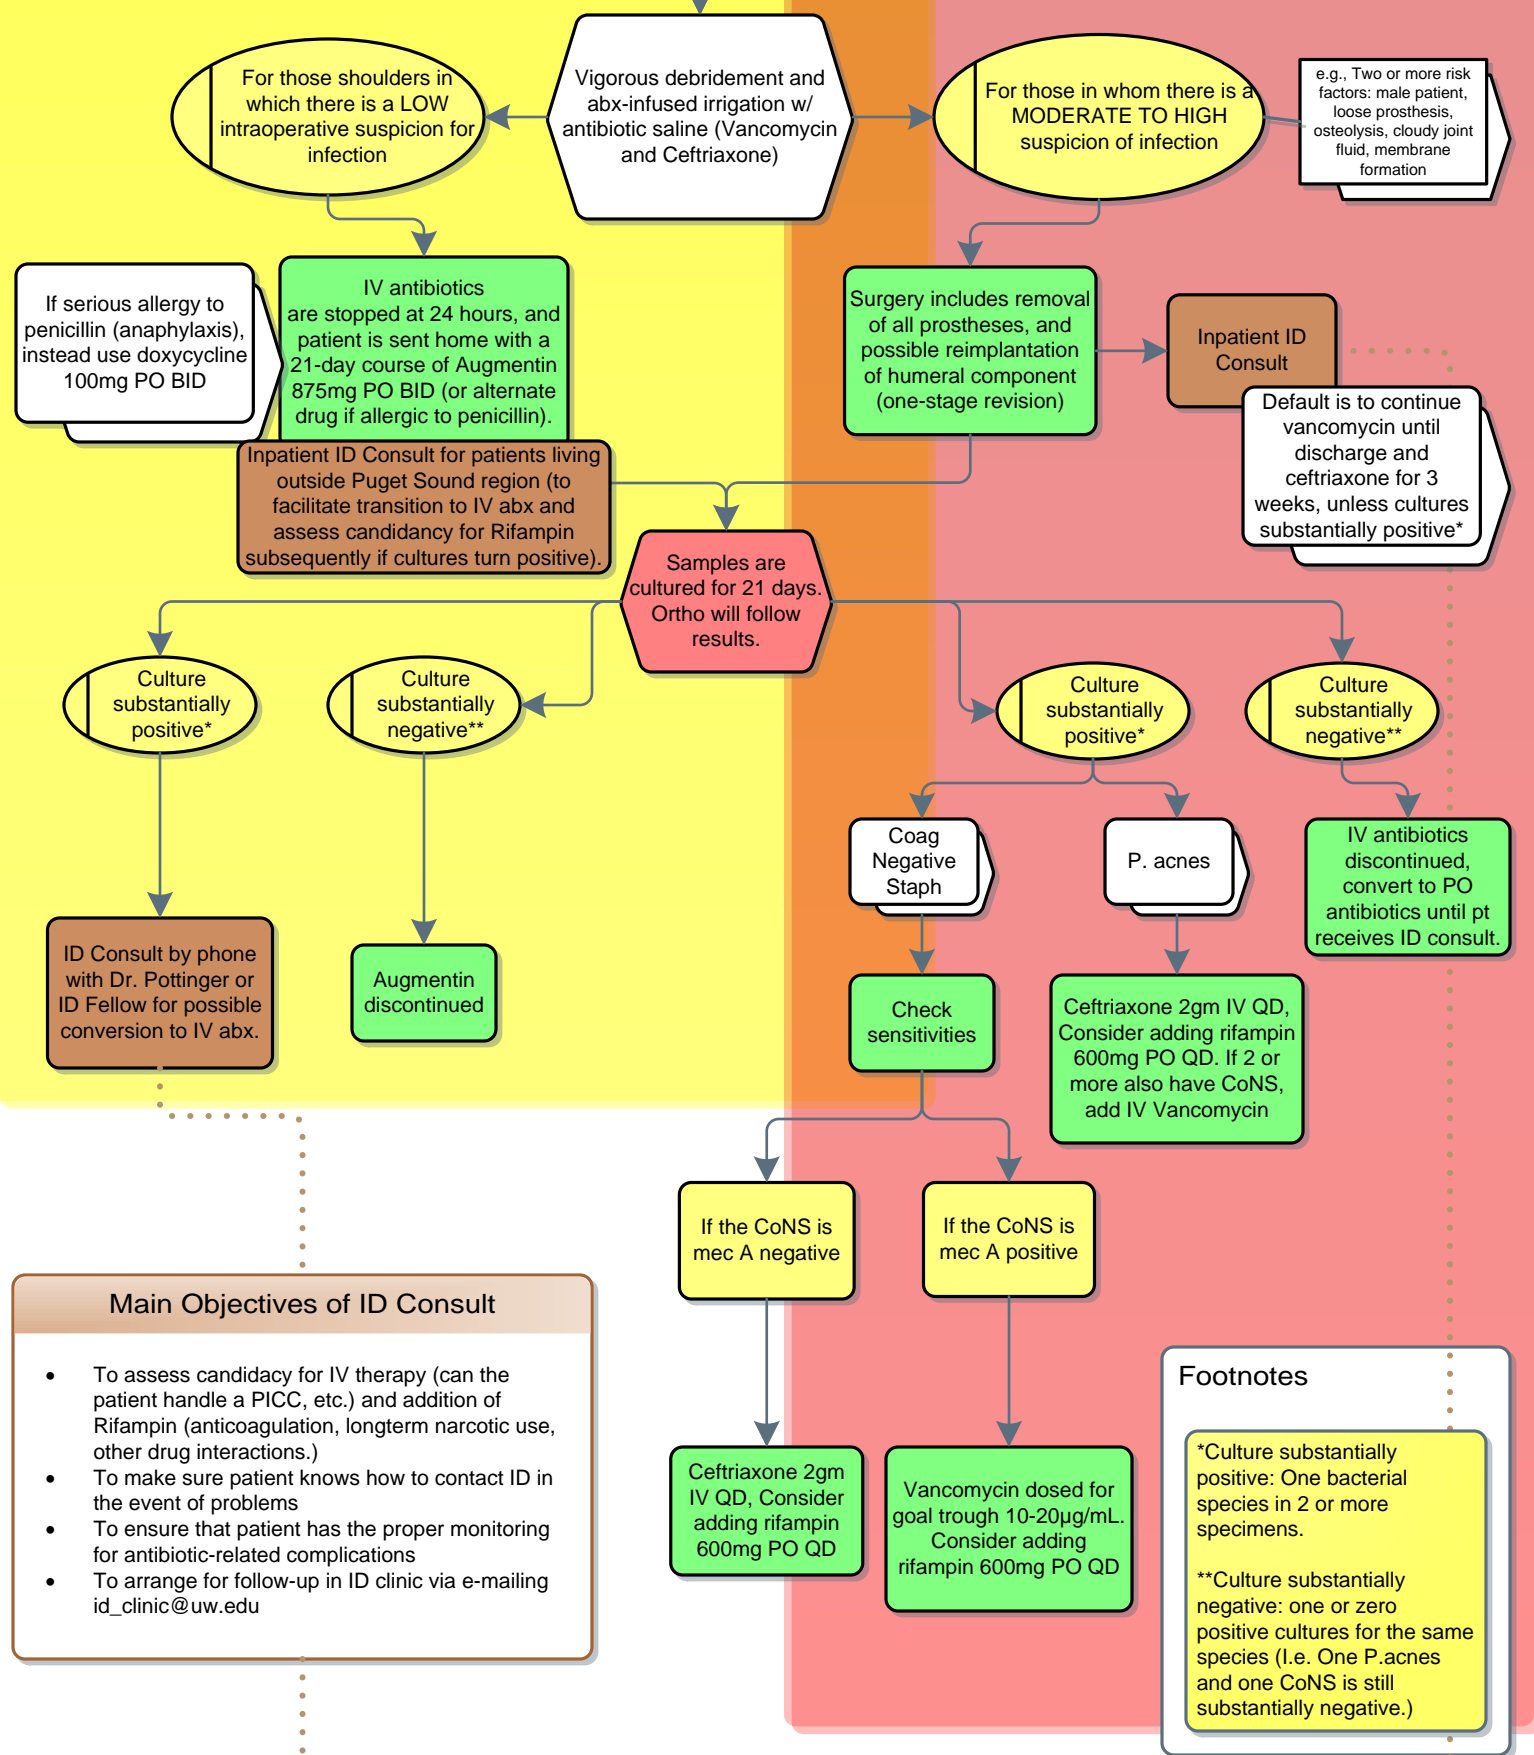 For those shoulders in
which there is a LOW
intraoperative suspicion for
infection
Vigorous debridement and
abx-infused irrigation w/
antibiotic saline (Vancomycin
and Ceftriaxone)
For those in whom there is a
MODERATE TO HIGH
suspicion of infection
e.g., Two or more risk
factors: male patient,
loose prosthesis,
osteolysis, cloudy joint
fluid, membrane
formation
If serious allergy to
penicillin (anaphylaxis),
instead use doxycycline
100mg PO BID
IV antibiotics
are stopped at 24 hours, and
patient is sent home with a
21-day course of Augmentin
875mg PO BID (or alternate
drug if allergic to penicillin).
Inpatient ID Consult for patients living
outside Puget Sound region (to
facilitate transition to IV abx and
assess candidancy for Rifampin
subsequently if cultures turn positive).
Surgery includes removal
of all prostheses, and
possible reimplantation
of humeral component
(one-stage revision)
Inpatient ID
Consult
Default is to continue
vancomycin until
discharge and
ceftriaxone for 3
weeks, unless cultures
substantially positive*
Samples are
cultured for 21 days.
Ortho will follow
results.
Culture
substantially
positive*
Culture
substantially
negative**
Culture
substantially
positive*
Culture
substantially
negative**
Coag
Negative
Staph
P. acnes
IV antibiotics
discontinued,
convert to PO
antibiotics until pt
receives ID consult.
ID Consult by phone
with Dr. Pottinger or
ID Fellow for possible
conversion to IV abx.
Augmentin
discontinued
Check
sensitivities
Ceftriaxone 2gm IV QD,
Consider adding rifampin
600mg PO QD. If 2 or
more also have CoNS,
add IV Vancomycin
If the CoNS is
mec A negative
If the CoNS is
mec A positive
Main Objectives of ID Consult
• To assess candidacy for IV therapy (can the
patient handle a PICC, etc.) and addition of
Rifampin (anticoagulation, longterm narcotic use,
other drug interactions.)
• To make sure patient knows how to contact ID in
the event of problems
• To ensure that patient has the proper monitoring
for antibiotic-related complications
• To arrange for follow-up in ID clinic via e-mailing
id_clinic@uw.edu
Ceftriaxone 2gm
IV QD, Consider
adding rifampin
600mg PO QD
Vancomycin dosed for
goal trough 10-20µg/mL.
Consider adding
rifampin 600mg PO QD
Footnotes
*Culture substantially
positive: One bacterial
species in 2 or more
specimens.
**Culture substantially
negative: one or zero
positive cultures for the same
species (I.e. One P.acnes
and one CoNS is still
substantially negative.)